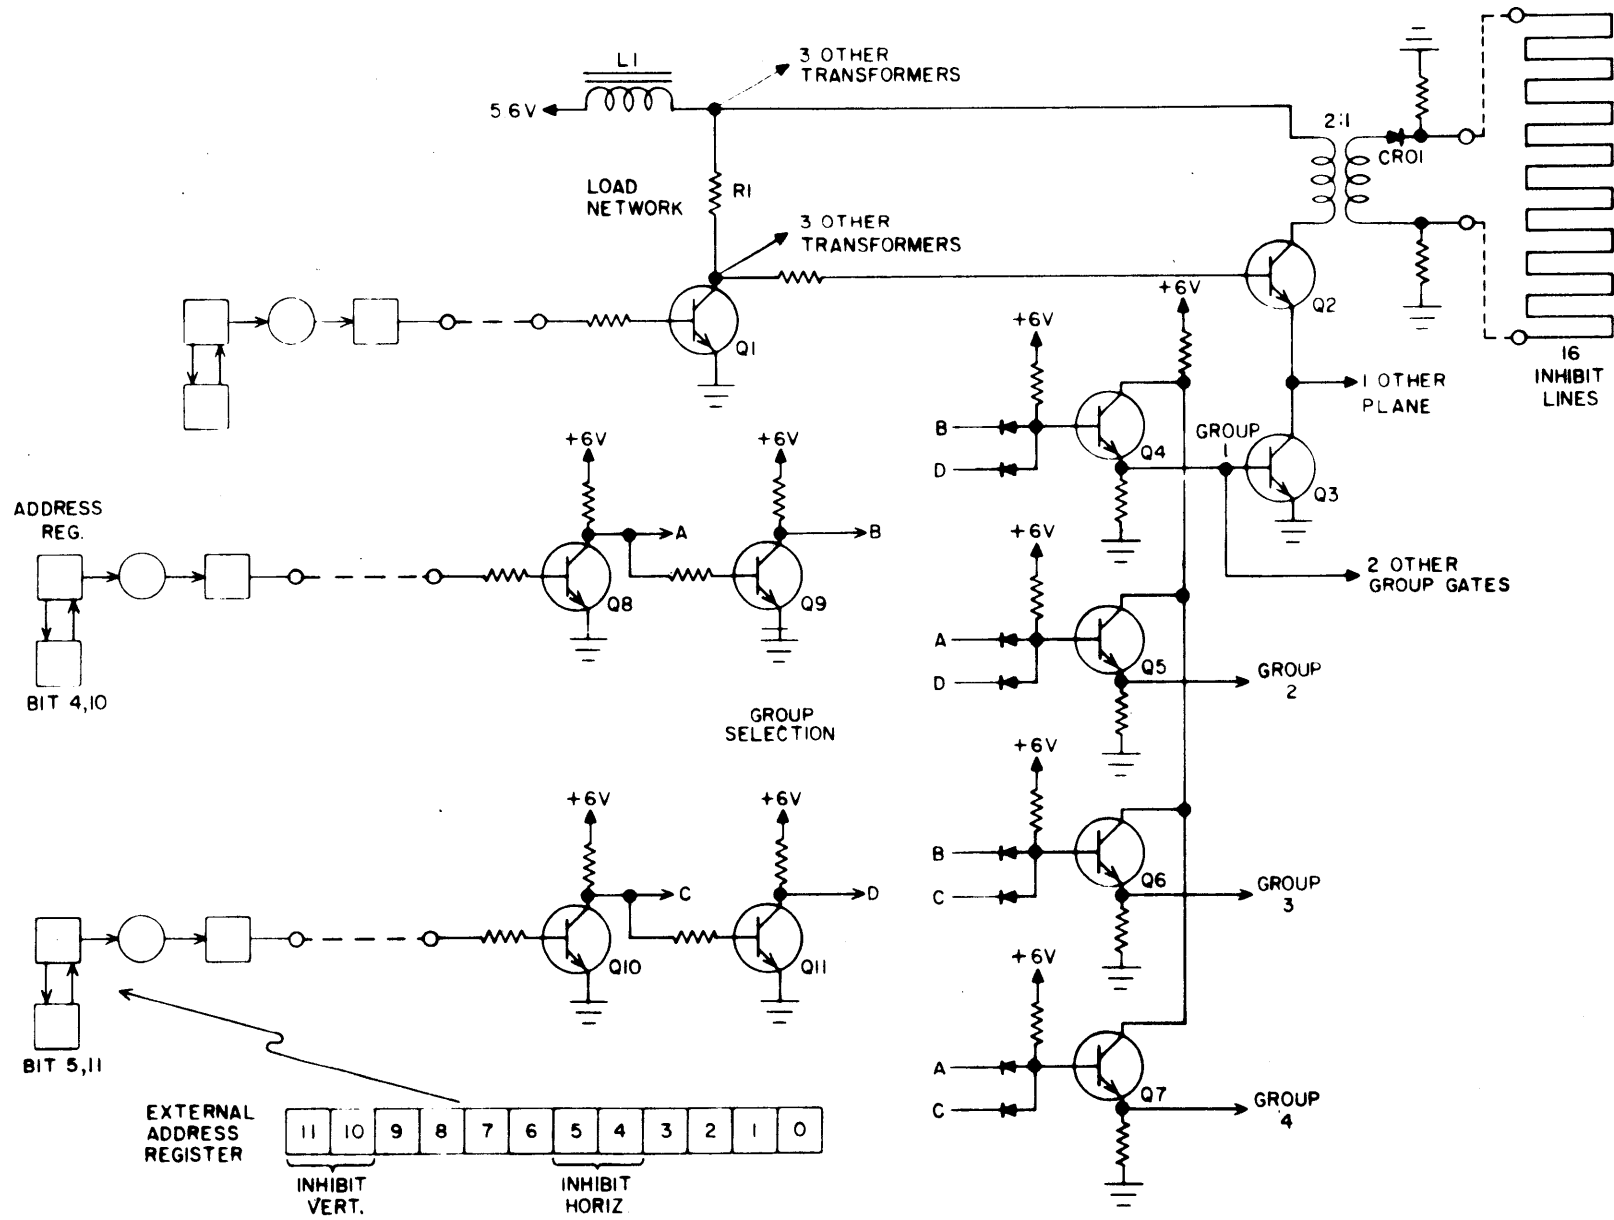 3 OTHER
TRANSFORMERS
L1
5 6V
2:1
CR01
LOAD
NETWORK
R1
3 OTHER
TRANSFORMERS
Q1
+6V
Q2
16
INHIBIT
LINES
+6V
1 OTHER
PLANE
B
D
Q4
GROUP
1
Q3
ADDRESS
REG.
+6V
+6V
A
B
Q8
Q9
BIT 4,10
+6V
2 OTHER
GROUP GATES
A
D
Q5
GROUP
2
GROUP
SELECTION
+6V
B
C
Q6
GROUP
3
+6V
+6V
C
D
Q10
Q11
BIT 5,11
+6V
A
C
Q7
GROUP
4
EXTERNAL
ADDRESS
REGISTER
11 10 9 8 7 6 5 4 3 2 1 0
INHIBIT
VERT.
INHIBIT
HORIZ